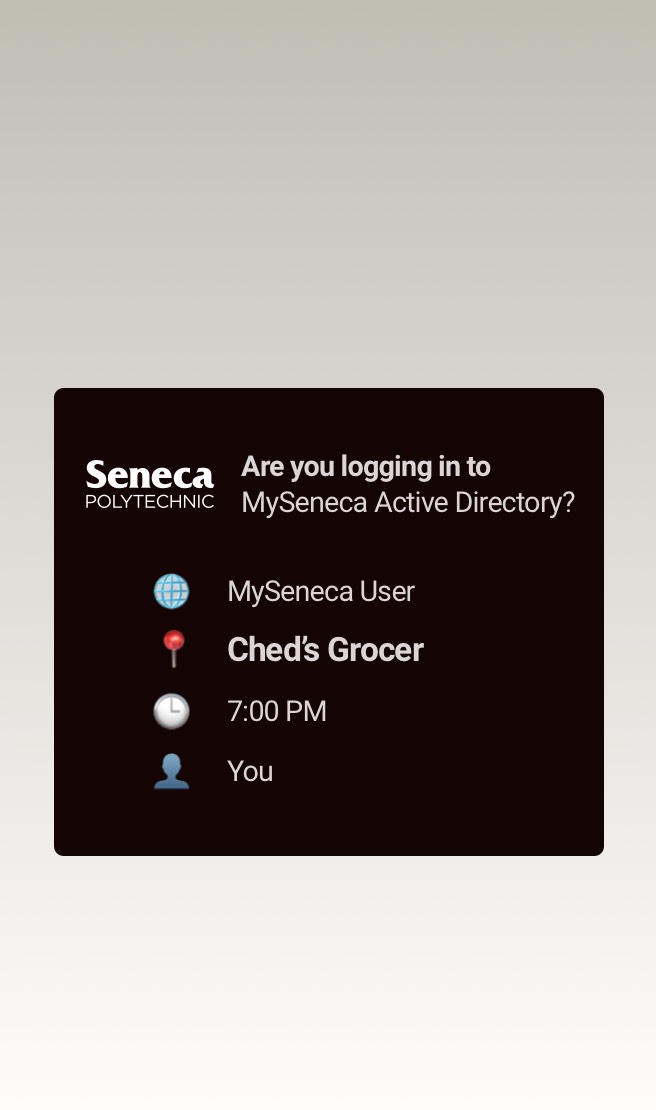 Seneca
POLYTECHNIC
Are you logging in to
MySeneca Active Directory?
MySeneca User
Ched’s Grocer
7:00 PM
You